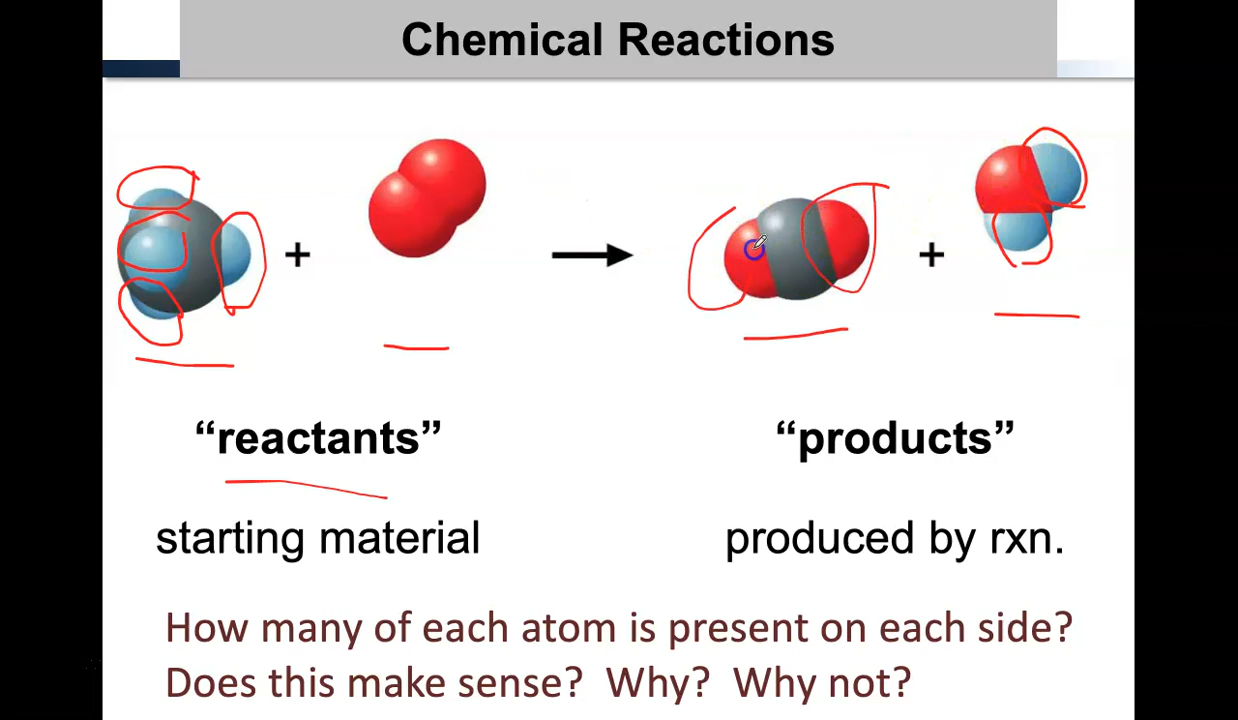 Chemical Reactions
+
+
“reactants”
“products”
starting material
produced by rxn.
How many of each atom is present on each side?
Does this make sense? Why? Why not?